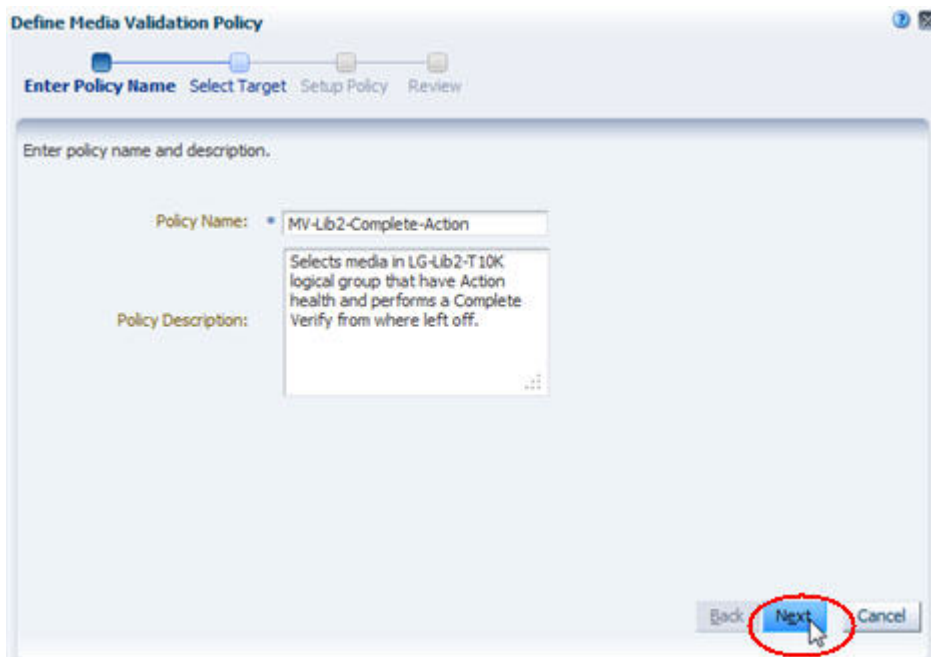 Define Media Validation Policy
Enter Policy Name Select Target Setup Policy Review
Enter policy name and description.
Policy Name: * MV-Lib2-Complete-Action
Policy Description:
Selects media in LG-Lib2-T10K
logical group that have Action
health and performs a Complete
Verify from where left off.
Back Next Cancel